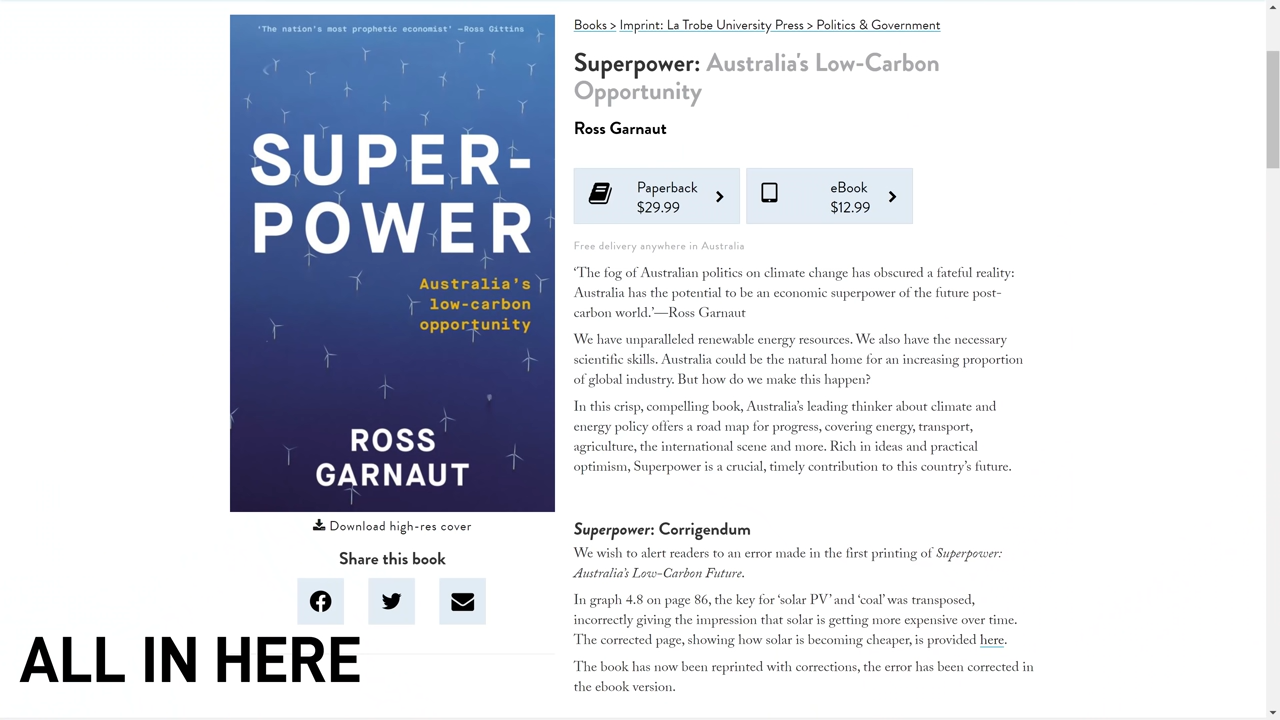 'The nation's most prophetic economist' —Ross Gittins
SUPER-
POWER
Australia's
low-carbon
opportunity
ROSS
GARNAUT
Download high-res cover
Share this book
ALL IN HERE
Books > Imprint: La Trobe University Press > Politics & Government
Superpower: Australia's Low-Carbon
Opportunity
Ross Garnaut
Paperback
$29.99
eBook
$12.99
Free delivery anywhere in Australia
‘The fog of Australian politics on climate change has obscured a fateful reality:
Australia has the potential to be an economic superpower of the future post-
carbon world.’—Ross Garnaut
We have unparalleled renewable energy resources. We also have the necessary
scientific skills. Australia could be the natural home for an increasing proportion
of global industry. But how do we make this happen?
In this crisp, compelling book, Australia’s leading thinker about climate and
energy policy offers a road map for progress, covering energy, transport,
agriculture, the international scene and more. Rich in ideas and practical
optimism, Superpower is a crucial, timely contribution to this country’s future.
Superpower: Corrigendum
We wish to alert readers to an error made in the first printing of Superpower:
Australia’s Low-Carbon Future.
In graph 4.8 on page 86, the key for ‘solar PV’ and ‘coal’ was transposed,
incorrectly giving the impression that solar is getting more expensive over time.
The corrected page, showing how solar is becoming cheaper, is provided here.
The book has now been reprinted with corrections, the error has been corrected in
the ebook version.